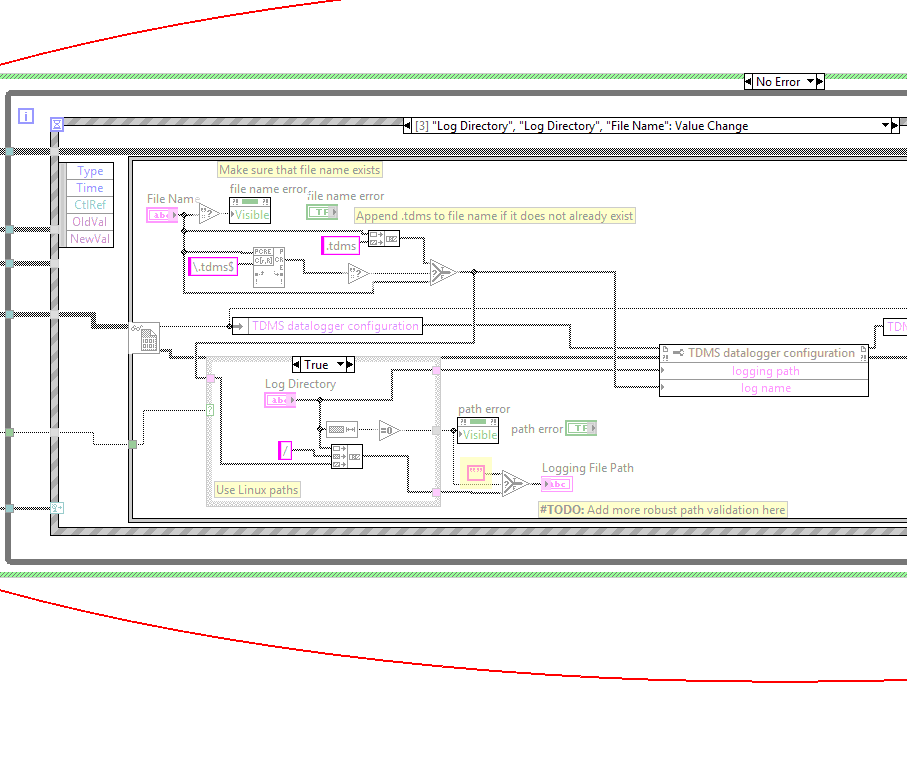 No Error
i
[3] "Log Directory", "Log Directory", "File Name": Value Change
Type
Time
CtlRef
OldVal
NewVal
Make sure that file name exists
File Name
abc
file name error
Visible
file name error
TF
Append .tdms to file name if it does not already exist
.tdms
\.tdms$
TDMS datalogger configuration
TDMS datalogger configuration
logging path
log name
True
Log Directory
abc
=0
/
Use Linux paths
path error
Visible
path error
TF
Logging File Path
abc
#TODO: Add more robust path validation here